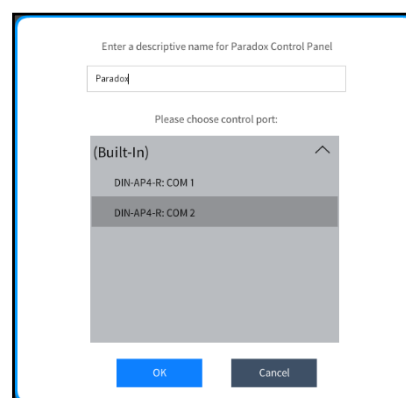 Enter a descriptive name for Paradox Control Panel
Paradox
Please choose control port:
(Built-In)
DIN-AP4-R: COM 1
DIN-AP4-R: COM 2
OK Cancel